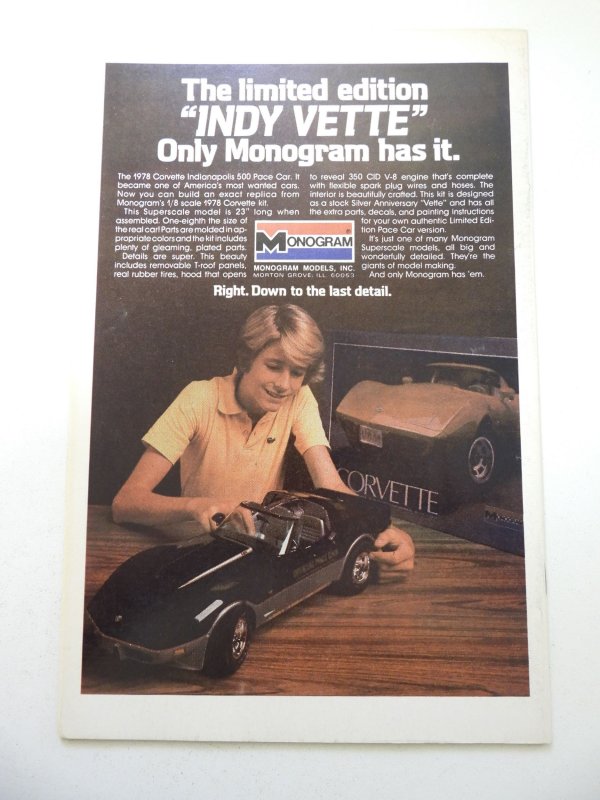 The limited edition
“INDY VETTE”
Only Monogram has it.
The 1978 Corvette Indianapolis 500 Pace Car. It
became one of America's most wanted cars.
Now you can build an exact replica from
Monogram's 1/8 scale 1978 Corvette kit.
This Superscale model is 23" long when
assembled. One-eighth the size of
the real car! Parts are molded in ap-
propriate colors and the kit includes
plenty of gleaming, plated parts.
Details are super. This beauty
includes removable T-roof panels,
real rubber tires, hood that opens
to reveal 350 CID V-8 engine that's complete
with flexible spark plug wires and hoses. The
interior is beautifully crafted. This kit is designed
as a stock Silver Anniversary "Vette" and has all
the extra parts, decals, and painting instructions
for your own authentic Limited Edi-
tion Pace Car version.
It's just one of many Monogram
Superscale models, all big and
wonderfully detailed. They're the
giants of model making.
And only Monogram has 'em.
M MONOGRAM
MONOGRAM MODELS, INC.
MORTON GROVE, ILL. 60053
Right. Down to the last detail.
CORVETTE